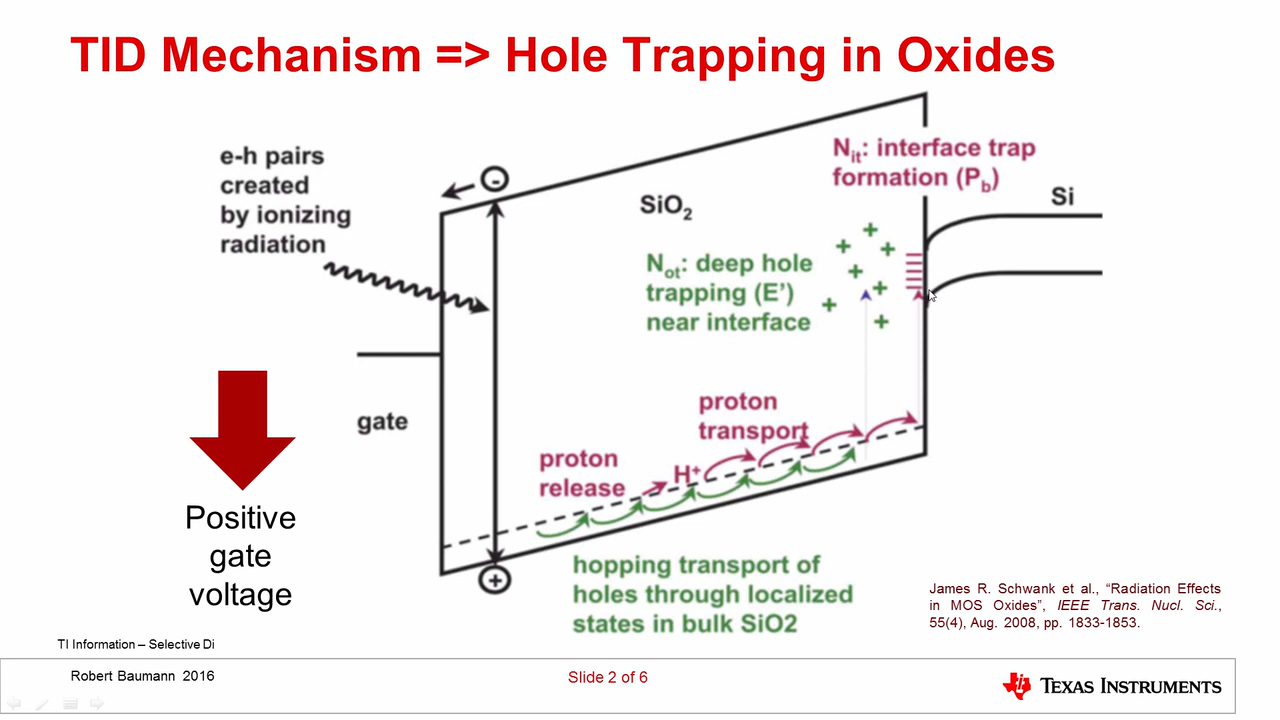 TID Mechanism => Hole Trapping in Oxides
e-h pairs
created
by ionizing
radiation
-
SiO2
Nit: interface trap
formation (Pb)
Si
Not: deep hole
trapping (E’)
near interface
+ + + + + + +
gate
proton
transport
proton
release
H+
Positive
gate
voltage
+
hopping transport of
holes through localized
states in bulk SiO2
James R. Schwank et al., “Radiation Effects
in MOS Oxides”, IEEE Trans. Nucl. Sci.,
55(4), Aug. 2008, pp. 1833-1853.
TI Information – Selective Di
Robert Baumann 2016
Slide 2 of 6
TEXAS INSTRUMENTS